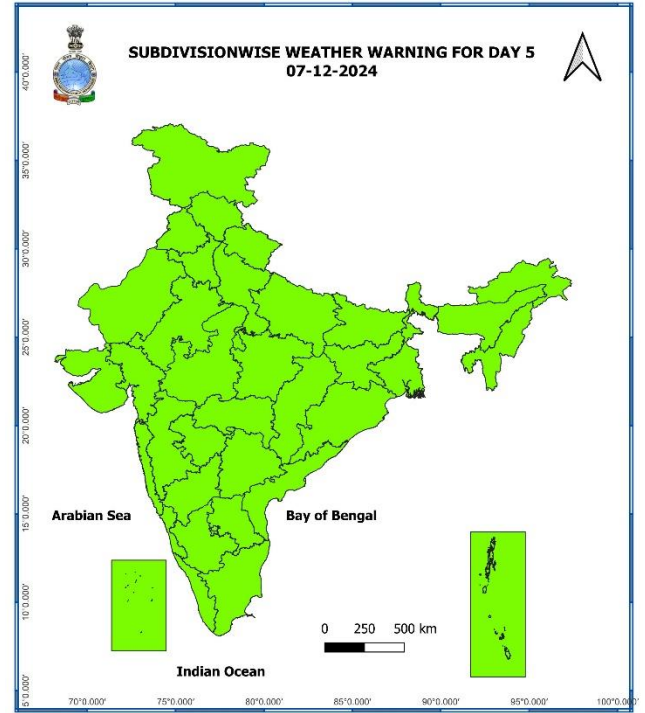 SUBDIVISIONWISE WEATHER WARNING FOR DAY 5
07-12-2024
40°0.000'
35°0.000'
30°0.000'
25°0.000'
20°0.000'
15°0.000'
10°0.000'
5°0.000'
Arabian Sea
Bay of Bengal
0 250 500 km
Indian Ocean
70°0.000' 75°0.000' 80°0.000' 85°0.000' 90°0.000' 95°0.000' 100°0.000'